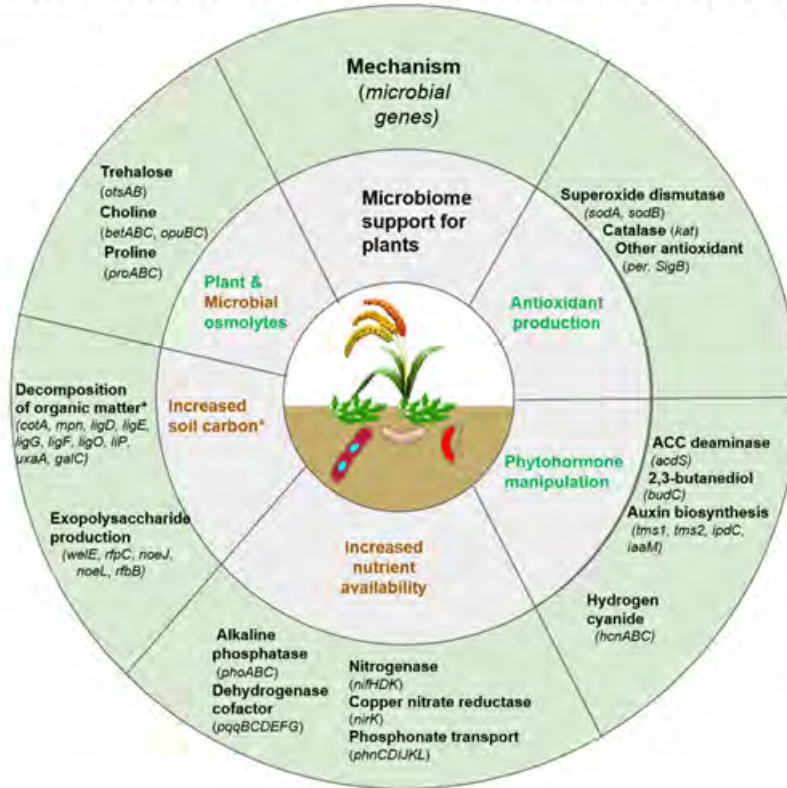 Mechanism
(microbial
genes)
Microbiome
support for
plants
Superoxide dismutase
(sodA, sodB)
Catalase (kat)
Other antioxidant
(per, SigB)
Antioxidant
production
ACC deaminase
(acdS)
2,3-butanediol
(budC)
Auxin biosynthesis
(tms1, tms2, ipdC,
iaaM)
Hydrogen
cyanide
(hcnABC)
Phytohormone
manipulation
Increased
nutrient
availability
Nitrogenase
(nifHDK)
Copper nitrate reductase
(nirK)
Phosphonate transport
(phnCDIJKL)
Alkaline
phosphatase
(phoABC)
Dehydrogenase
cofactor
(pqqBCDEFG)
Increased
soil carbon*
Decomposition
of organic matter*
(cotA, mpn, ligD, ligE,
ligG, ligF, ligO, liP,
uxaA, galC)
Exopolysaccharide
production
(welE, rfpC, noeJ,
noeL, rfbB)
Plant &
Microbial
osmolytes
Trehalose
(otsAB)
Choline
(betABC, opuBC)
Proline
(proABC)